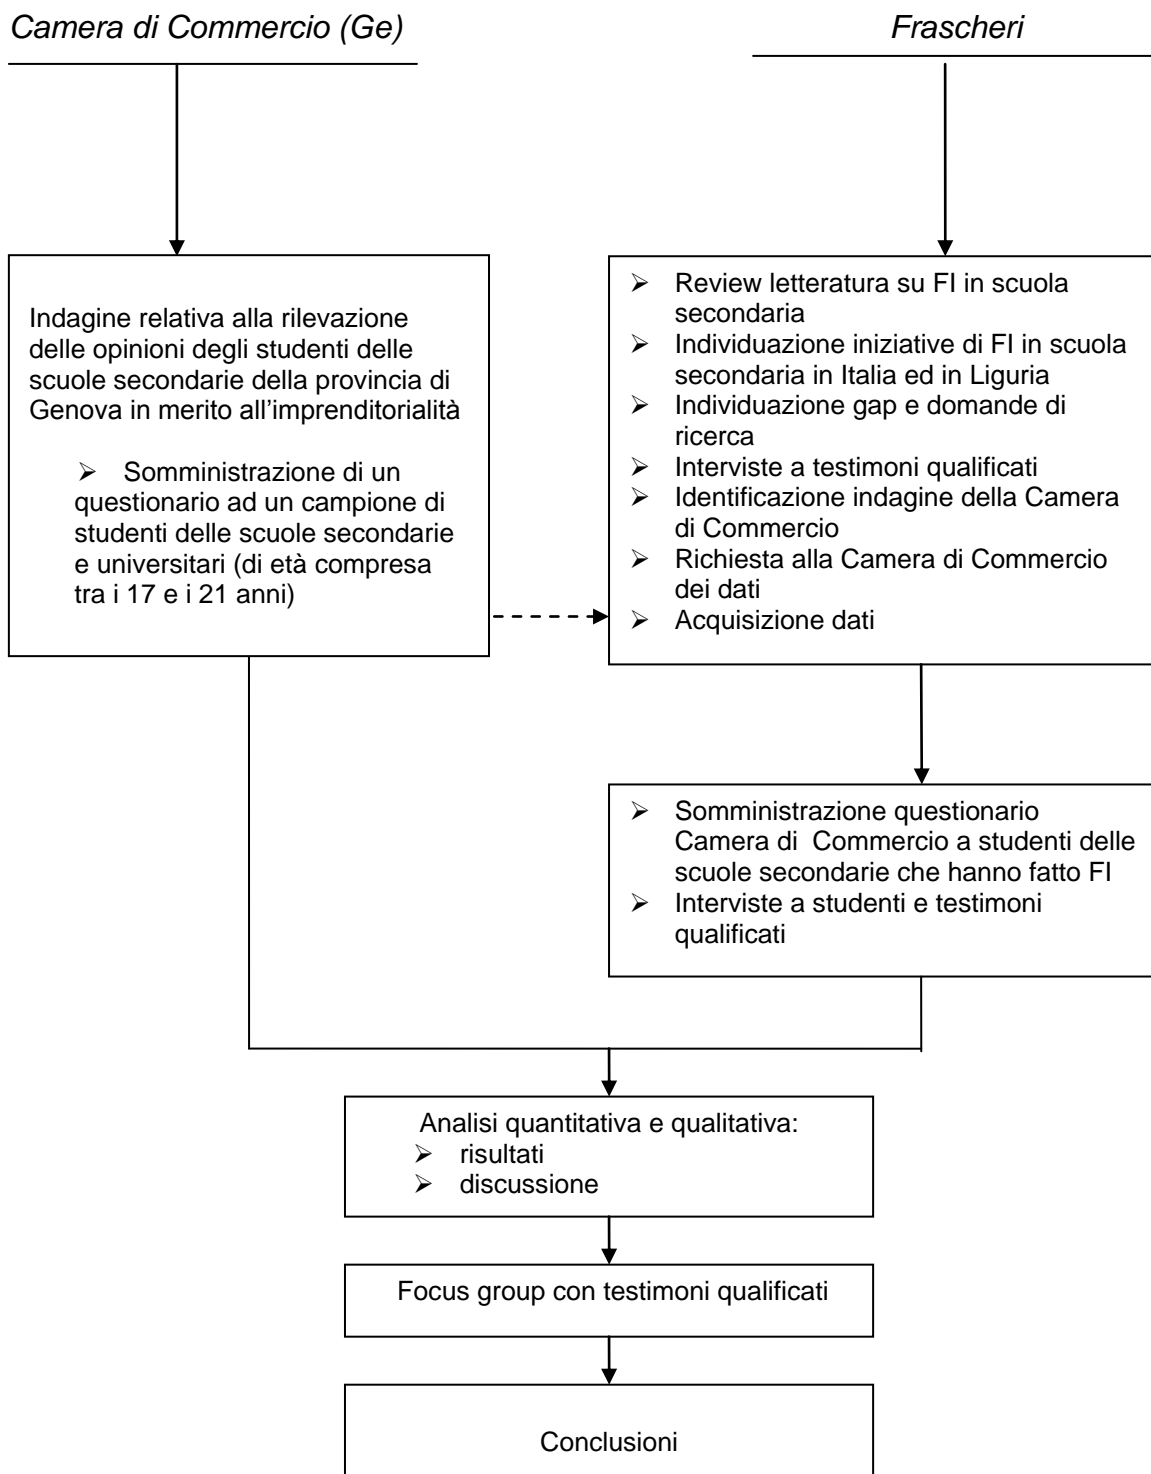 Camera di Commercio (Ge)
Frascheri
Indagine relativa alla rilevazione
delle opinioni degli studenti delle
scuole secondarie della provincia di
Genova in merito all’imprenditorialità
➢ Somministrazione di un
questionario ad un campione di
studenti delle scuole secondarie
e universitari (di età compresa
tra i 17 e i 21 anni)
➢ Review letteratura su FI in scuola
secondaria
➢ Individuazione iniziative di FI in scuola
secondaria in Italia ed in Liguria
➢ Individuazione gap e domande di
ricerca
➢ Interviste a testimoni qualificati
➢ Identificazione indagine della Camera
di Commercio
➢ Richiesta alla Camera di Commercio
dei dati
➢ Acquisizione dati
➢ Somministrazione questionario
Camera di Commercio a studenti delle
scuole secondarie che hanno fatto FI
➢ Interviste a studenti e testimoni
qualificati
Analisi quantitativa e qualitativa:
➢ risultati
➢ discussione
Focus group con testimoni qualificati
Conclusioni